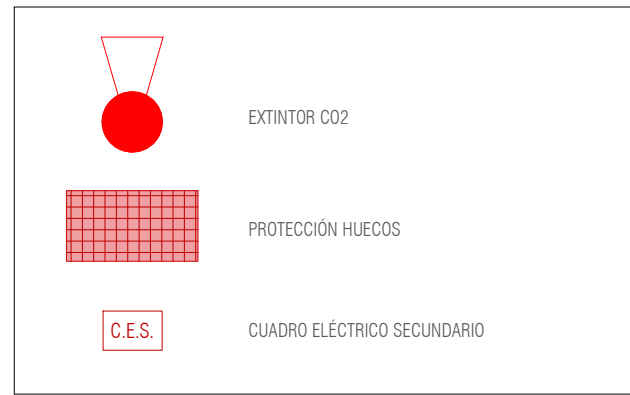 EXTINTOR CO2
PROTECCIÓN HUECOS
C.E.S. CUADRO ELÉCTRICO SECUNDARIO